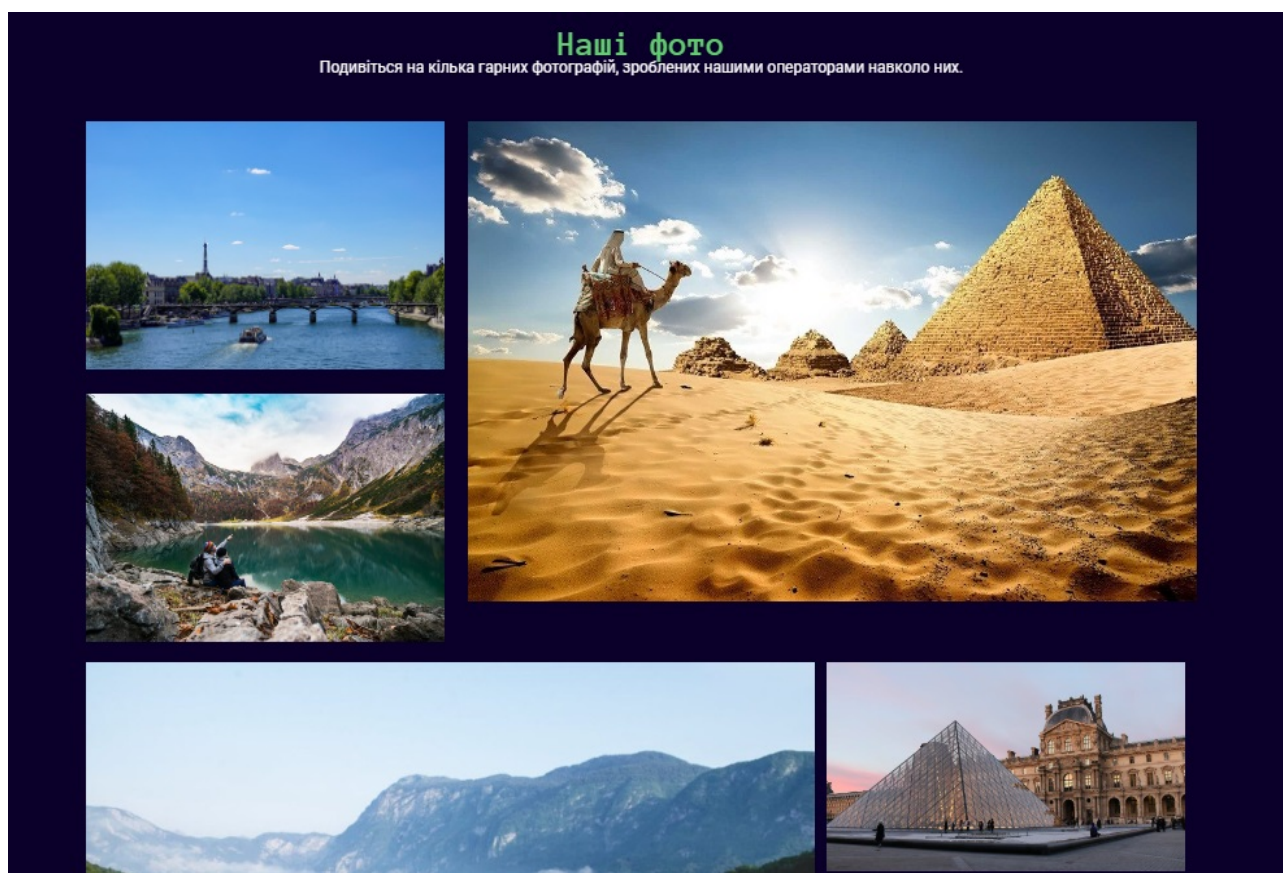 Наші фото
Подивіться на кілька гарних фотографій, зроблених нашими операторами навколо них.